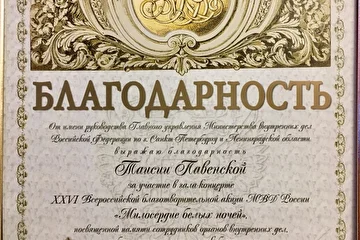 БЛАГОДАРНОСТЬ
От имени руководства Главного управления Министерства внутренних дел
Российской Федерации по г. Санкт-Петербургу и Ленинградской области
выражаю благодарность
Таисии Павенской
за участие в гала-концерте
XXVI Всероссийской благотворительной акции МВД России
«Милосердие белых ночей»,
посвященной памяти сотрудников органов внутренних дел,